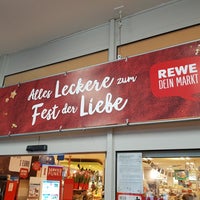 Alles Leckere zum
Fest der Liebe
REWE
DEIN MARKT